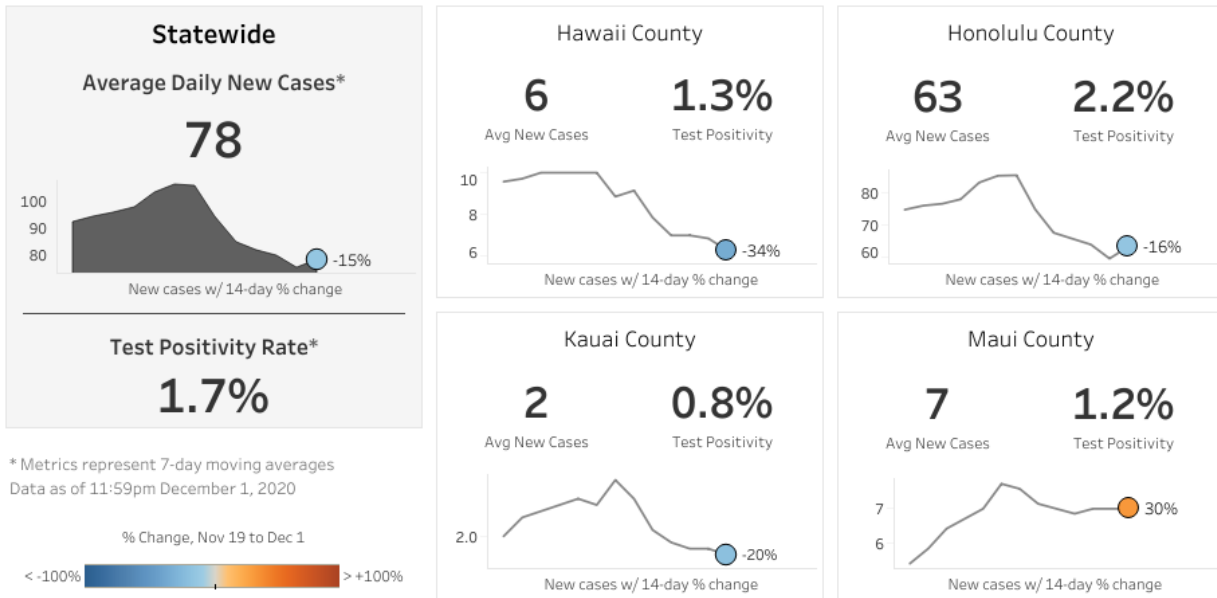 Statewide
Average Daily New Cases*
78
100
90
80
-15%
New cases w/ 14-day % change
Test Positivity Rate*
1.7%
* Metrics represent 7-day moving averages
Data as of 11:59pm December 1, 2020
% Change, Nov 19 to Dec 1
< -100% > +100%
Hawaii County
6 1.3%
Avg New Cases Test Positivity
10
8
6
-34%
New cases w/ 14-day % change
Honolulu County
63 2.2%
Avg New Cases Test Positivity
80
70
60
-16%
New cases w/ 14-day % change
Kauai County
2 0.8%
Avg New Cases Test Positivity
2.0
-20%
New cases w/ 14-day % change
Maui County
7 1.2%
Avg New Cases Test Positivity
7
30%
6
New cases w/ 14-day % change